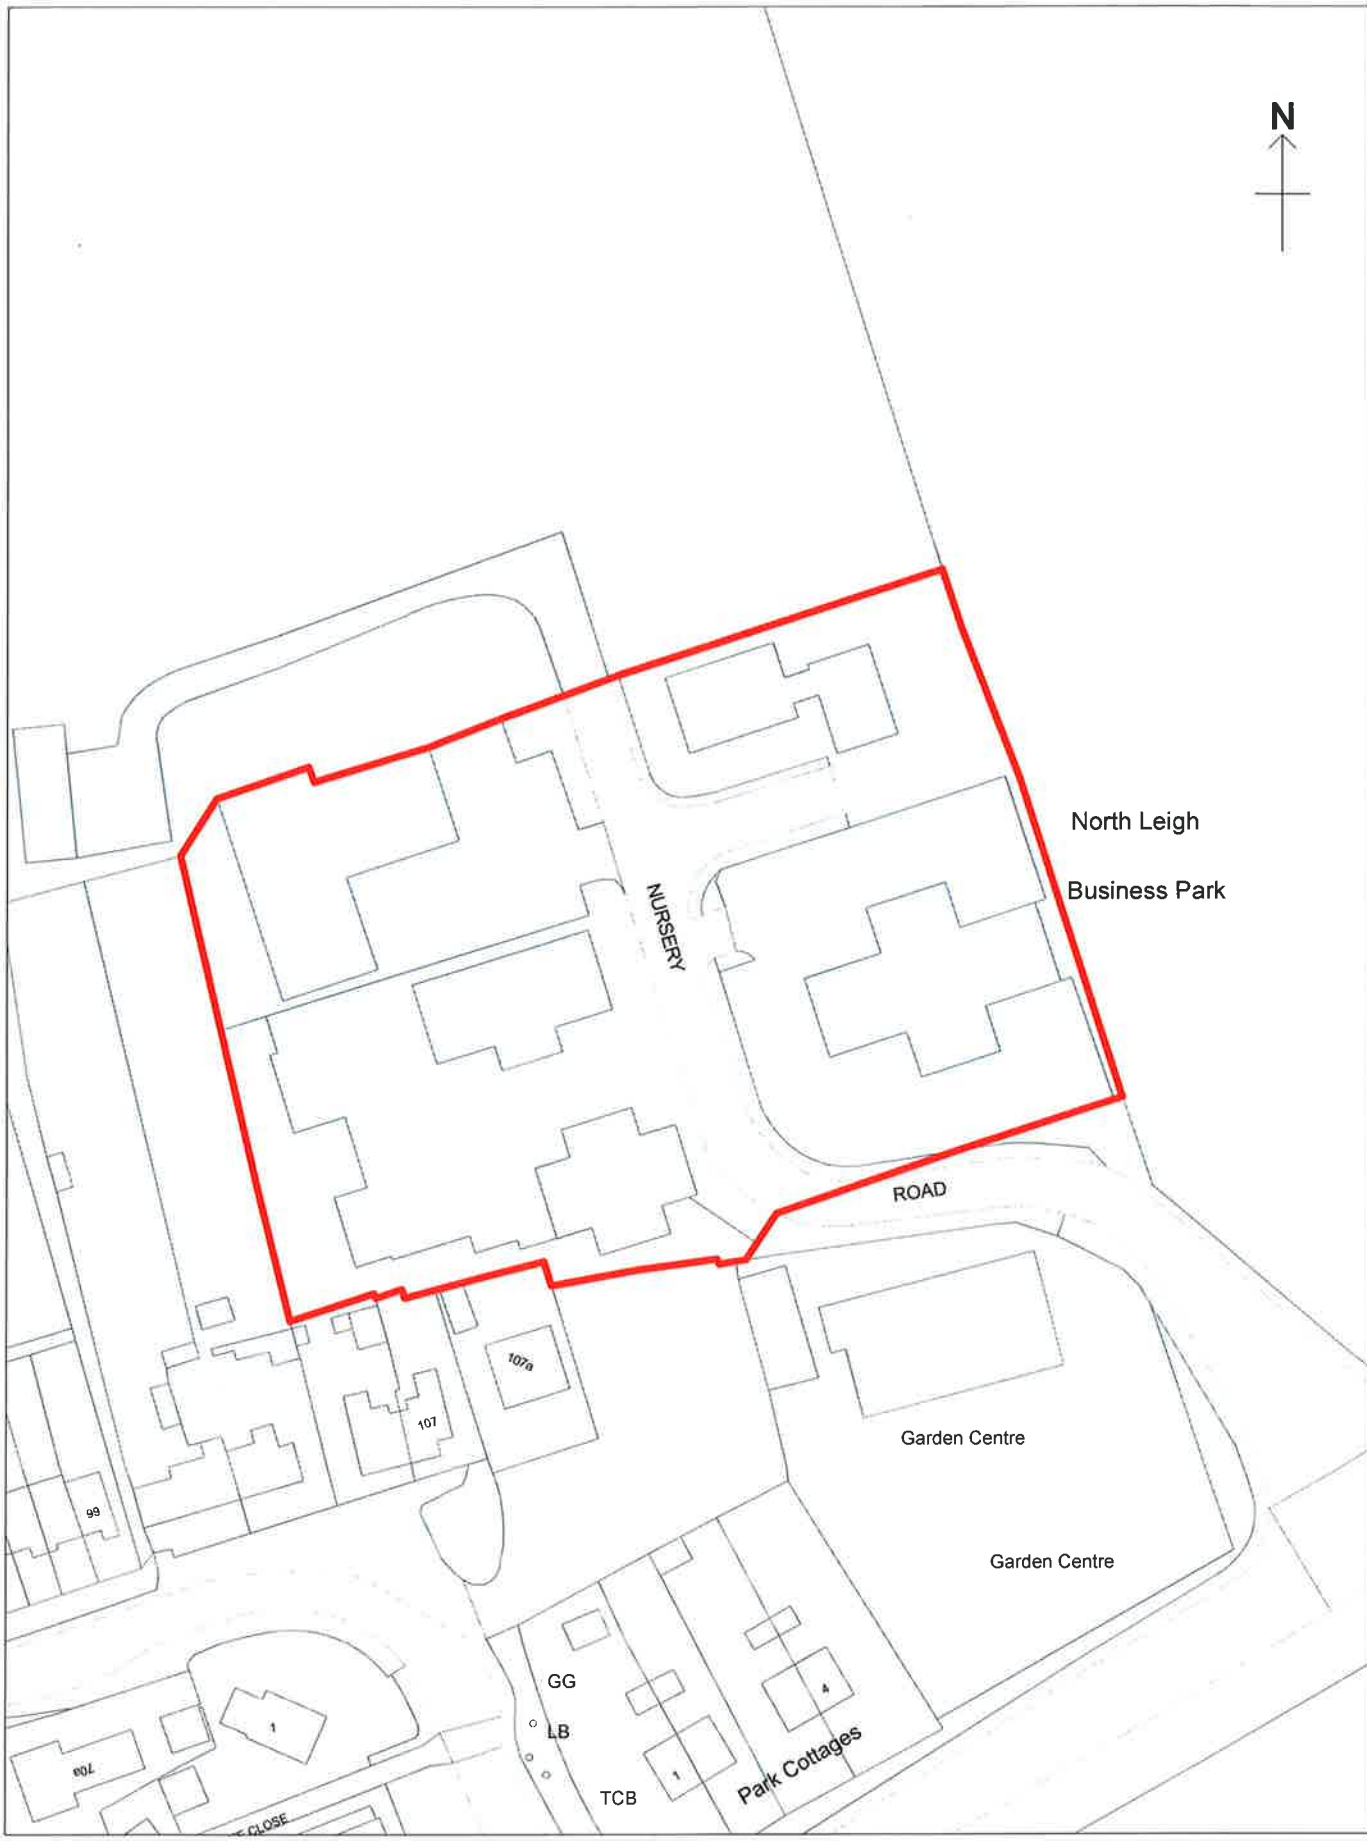 N
North Leigh
Business Park
NURSERY
ROAD
107a
107
Garden Centre
99
Garden Centre
GG
4
1
LB
70a
1
Park Cottages
TCB
CLOSE